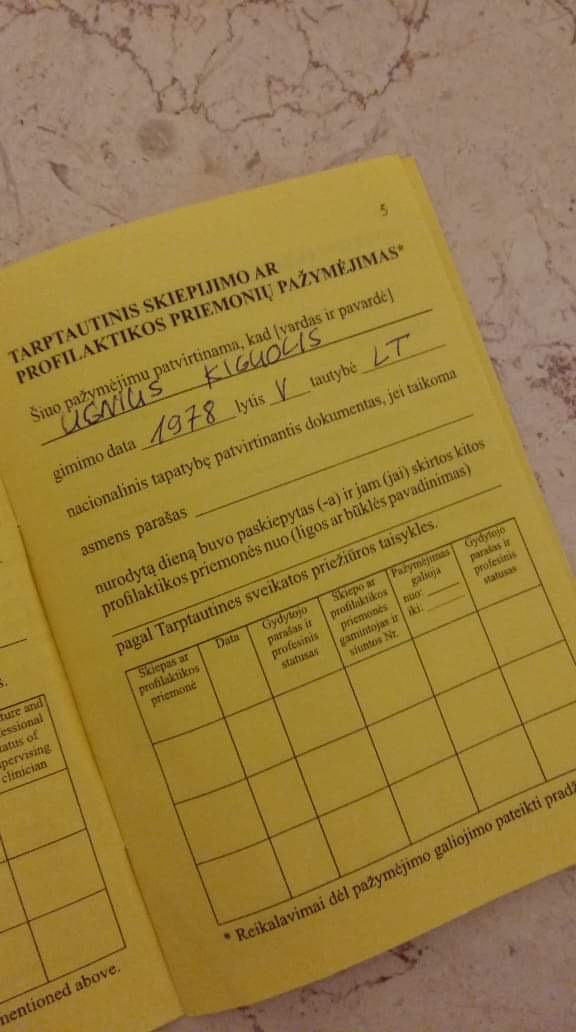 5
TARPTAUTINIS SKIEPIJIMO AR
PROFILAKTIKOS PRIEMONIŲ PAŽYMĖJIMAS*
Šiuo pažymėjimu patvirtinama, kad [vardas ir pavardė]
UGNIUS KIGUOLIS
gimimo data 1978 lytis V tautybė LT
nacionalinis tapatybę patvirtinantis dokumentas, jei taikoma
asmens parašas
nurodytą dieną buvo paskiepytas (-a) ir jam (jai) skirtos kitos
profilaktikos priemonės nuo (ligos ar būklės pavadinimas)
pagal Tarptautines sveikatos priežiūros taisykles.
Skiepas ar
profilaktikos
priemonė
Data
Gydytojo
parašas ir
profesinis
statusas
Skiepo ar
profilaktikos
priemonės
gamintojas ir
siuntos Nr.
Pažymėjimas
galioja
nuo:
iki:
Gydytojo
parašas ir
profesinis
statusas
* Reikalavimai dėl pažymėjimo galiojimo pateikti pradž
s.
ture and
essional
atus of
pervising
clinician
mentioned above.